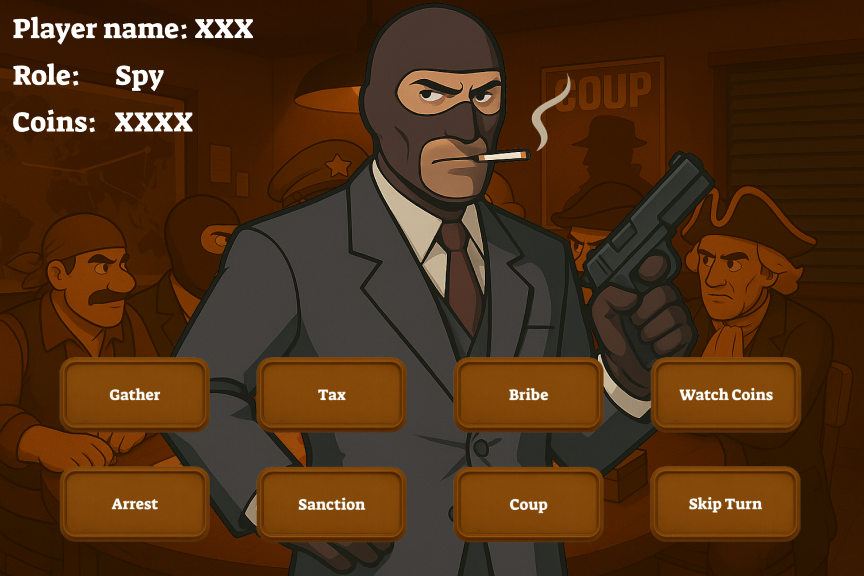 Player name: XXX
Role: Spy
Coins: XXXX
COUP
Gather
Tax
Bribe
Watch Coins
Arrest
Sanction
Coup
Skip Turn